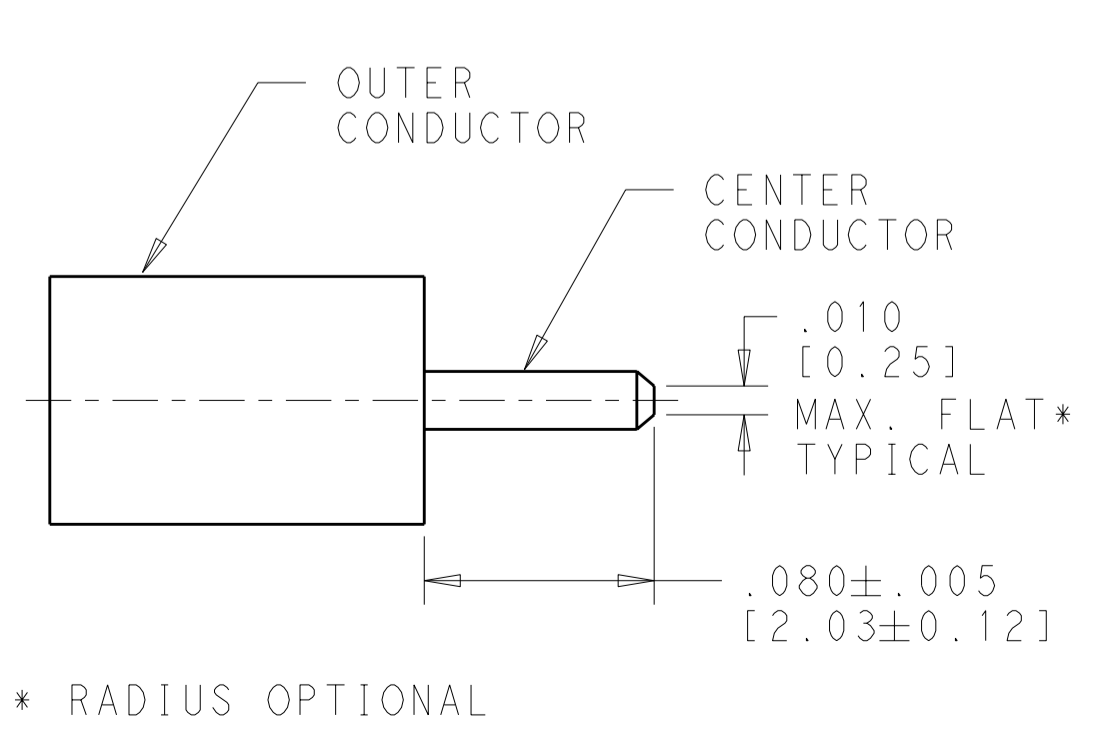 OUTER
CONDUCTOR
CENTER
CONDUCTOR
.010
[0.25]
MAX. FLAT*
TYPICAL
.080±.005
[2.03±0.12]
* RADIUS OPTIONAL